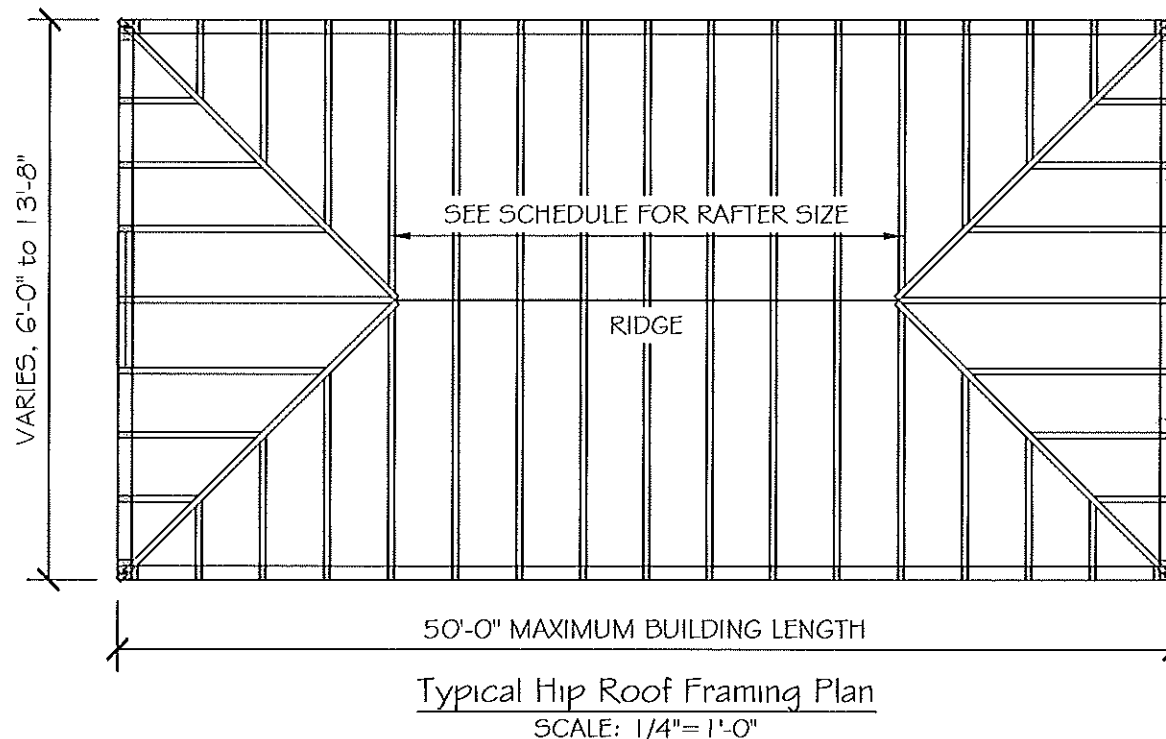 VARIES, 6'-0" to 13'-8"
SEE SCHEDULE FOR RAFTER SIZE
RIDGE
50'-0" MAXIMUM BUILDING LENGTH
Typical Hip Roof Framing Plan
SCALE: 1/4"=1'-0"